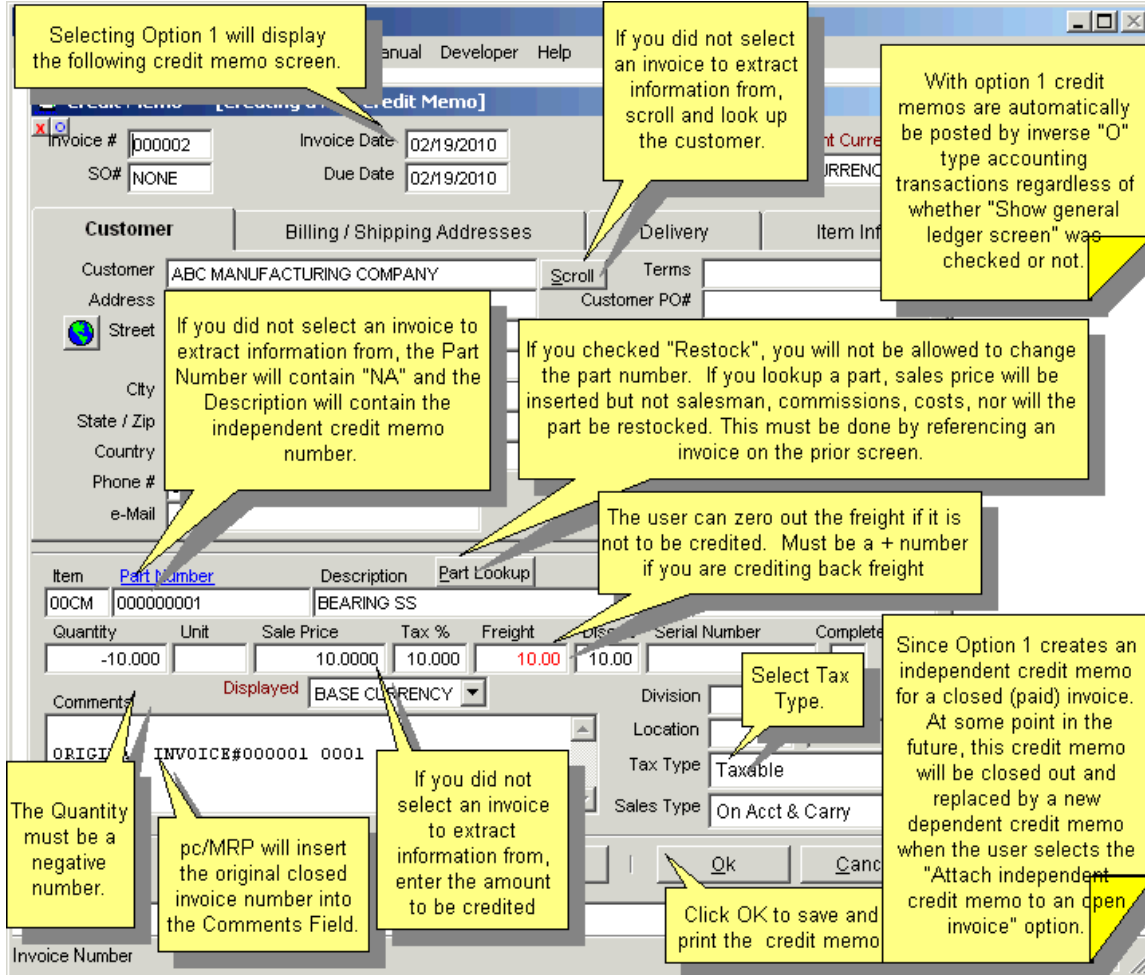 Selecting Option 1 will display
the following credit memo screen.
anual Developer Help
If you did not select
an invoice to extract
information from,
scroll and look up
the customer.
With option 1 credit
memos are automatically
be posted by inverse "O"
type accounting
transactions regardless of
whether "Show general
ledger screen" was
checked or not.
Credit Memo [Creating a edit Memo]
Invoice # 000002 Invoice Date 02/19/2010 nt Curre
SO# NONE Due Date 02/19/2010 URRENC
Customer Billing / Shipping Addresses Delivery Item Inf
Customer ABC MANUFACTURING COMPANY Scroll Terms
Address Customer PO#
Street
City
State / Zip
Country
Phone #
e-Mail
If you did not select an invoice to
extract information from, the Part
Number will contain "NA" and the
Description will contain the
independent credit memo
number.
If you checked "Restock", you will not be allowed to change
the part number. If you lookup a part, sales price will be
inserted but not salesman, commissions, costs, nor will the
part be restocked. This must be done by referencing an
invoice on the prior screen.
The user can zero out the freight if it is
not to be credited. Must be a + number
if you are crediting back freight
Item Part Number Description Part Lookup
00CM 000000001 BEARING SS
Quantity Unit Sale Price Tax % Freight Disc % Serial Number Complete
-10.000 10.0000 10.000 10.00 10.00
Comments Displayed BASE CURRENCY Division
Location
ORIGINAL INVOICE#000001 0001
Tax Type Taxable
Sales Type On Acct & Carry
Select Tax
Type.
Since Option 1 creates an
independent credit memo
for a closed (paid) invoice.
At some point in the
future, this credit memo
will be closed out and
replaced by a new
dependent credit memo
when the user selects the
"Attach independent
credit memo to an open
invoice" option.
The Quantity
must be a
negative
number.
pc/MRP will insert
the original closed
invoice number into
the Comments Field.
If you did not
select an invoice
to extract
information from,
enter the amount
to be credited
Ok Canc
Click OK to save and
print the credit memo
Invoice Number